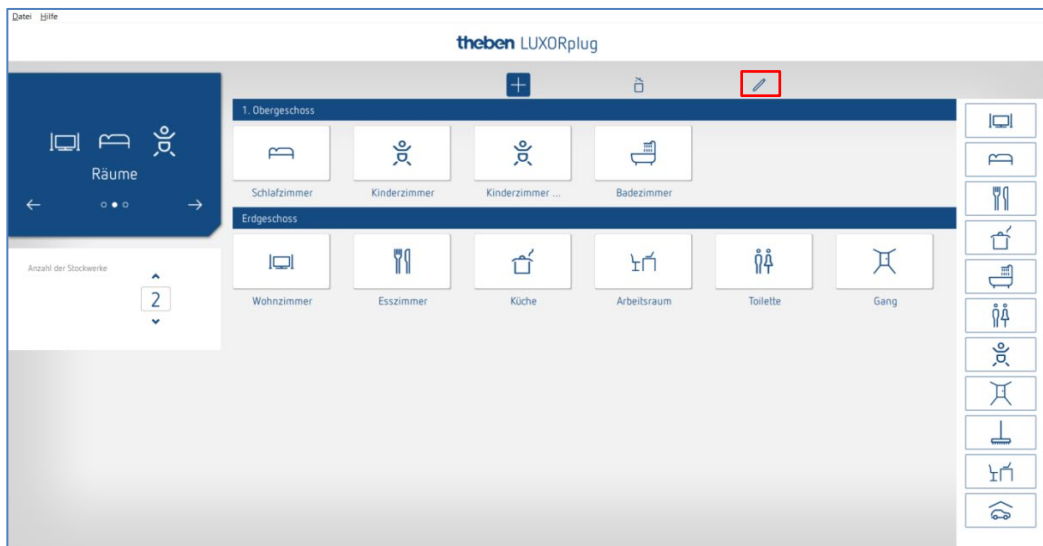 Datei Hilfe
theben LUXORplug
1. Obergeschoss
Räume
Schlafzimmer Kinderzimmer Kinderzimmer ... Badezimmer
Erdgeschoss
Anzahl der Stockwerke
2
Wohnzimmer Esszimmer Küche Arbeitsraum Toilette Gang